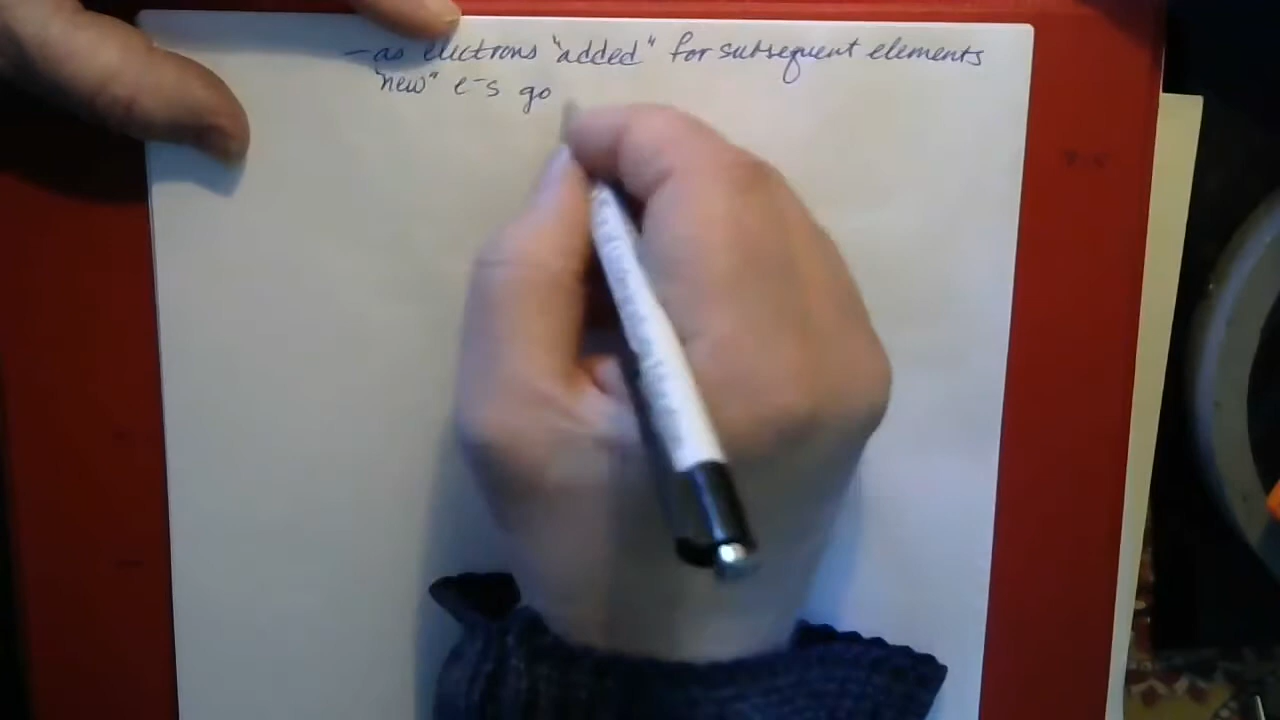 – as electrons "added" for subsequent elements
"new" e⁻s go